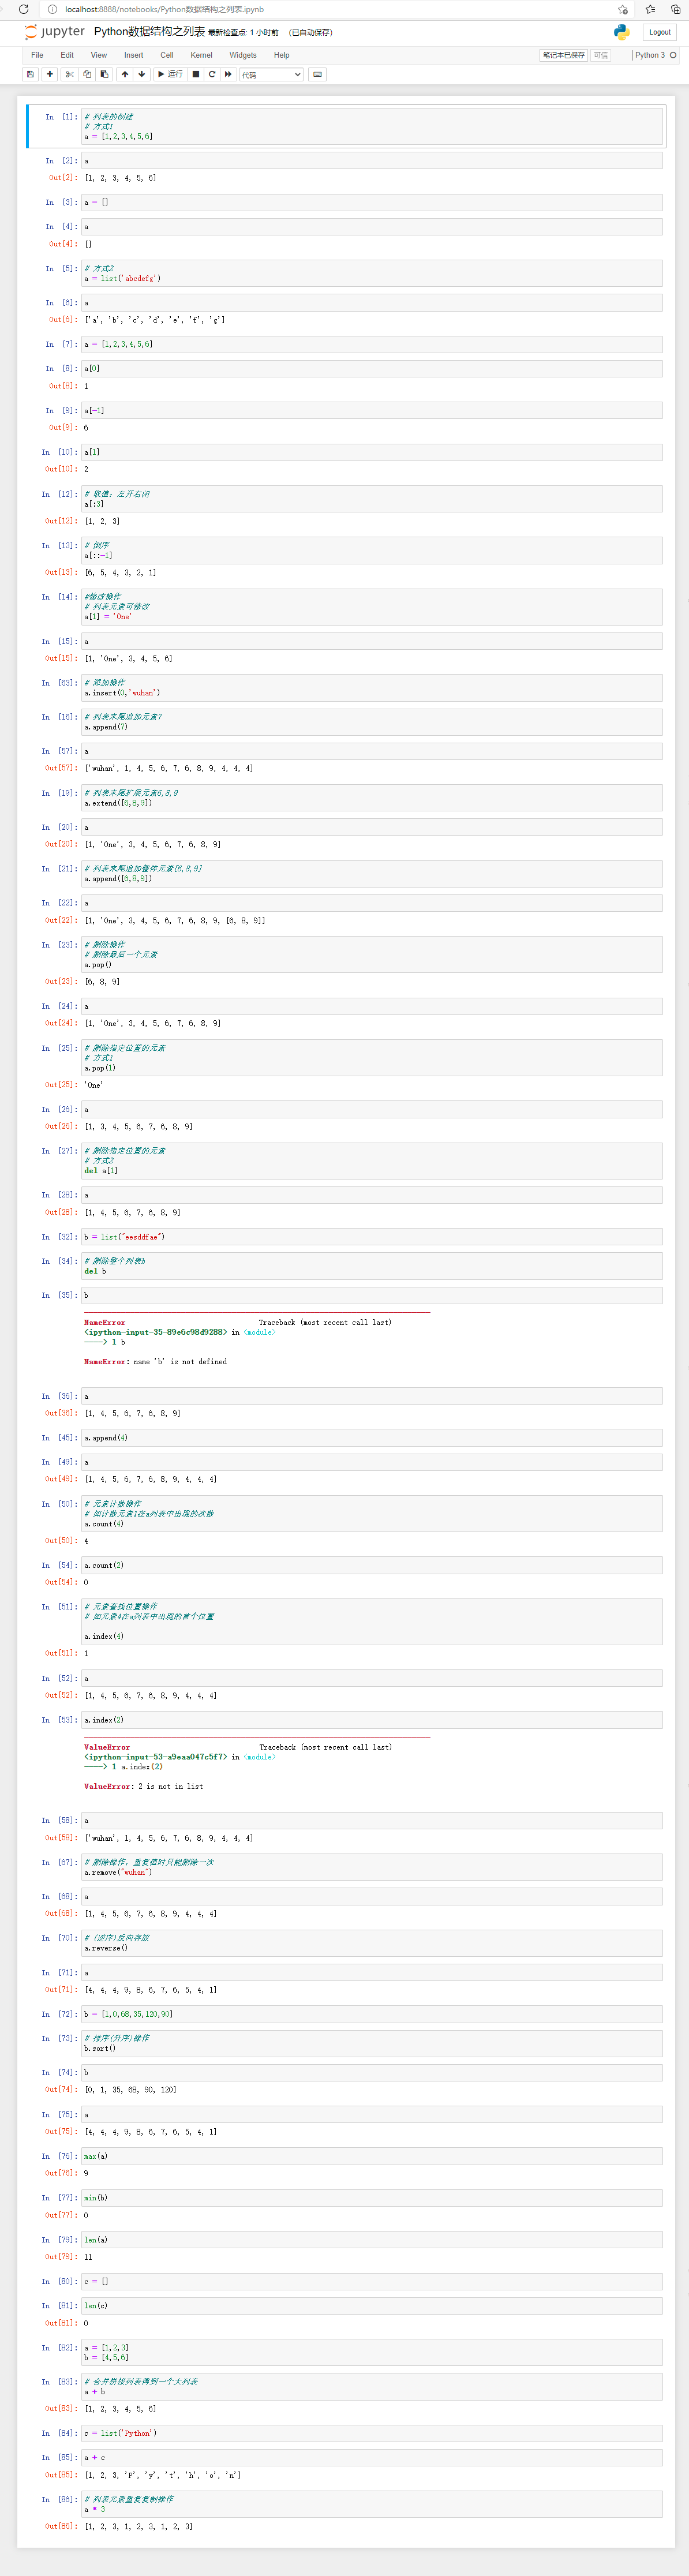 localhost:8888/notebooks/Python数据结构之列表.ipynb
jupyter Python数据结构之列表 最新检查点: 1 小时前 (已自动保存) Logout
File Edit View Insert Cell Kernel Widgets Help 笔记本已保存 可信 Python 3
运行 代码
In [1]: # 列表的创建
# 方式1
a = [1,2,3,4,5,6]
In [2]: a
Out[2]: [1, 2, 3, 4, 5, 6]
In [3]: a = []
In [4]: a
Out[4]: []
In [5]: # 方式2
a = list('abcdefg')
In [6]: a
Out[6]: ['a', 'b', 'c', 'd', 'e', 'f', 'g']
In [7]: a = [1,2,3,4,5,6]
In [8]: a[0]
Out[8]: 1
In [9]: a[-1]
Out[9]: 6
In [10]: a[1]
Out[10]: 2
In [12]: # 取值：左开右闭
a[:3]
Out[12]: [1, 2, 3]
In [13]: # 倒序
a[::-1]
Out[13]: [6, 5, 4, 3, 2, 1]
In [14]: #修改操作
# 列表元素可修改
a[1] = 'One'
In [15]: a
Out[15]: [1, 'One', 3, 4, 5, 6]
In [63]: # 添加操作
a.insert(0,'wuhan')
In [16]: # 列表末尾追加元素7
a.append(7)
In [57]: a
Out[57]: ['wuhan', 1, 4, 5, 6, 7, 6, 8, 9, 4, 4, 4]
In [19]: # 列表末尾扩展元素6,8,9
a.extend([6,8,9])
In [20]: a
Out[20]: [1, 'One', 3, 4, 5, 6, 7, 6, 8, 9]
In [21]: # 列表末尾追加整体元素[6,8,9]
a.append([6,8,9])
In [22]: a
Out[22]: [1, 'One', 3, 4, 5, 6, 7, 6, 8, 9, [6, 8, 9]]
In [23]: # 删除操作
# 删除最后一个元素
a.pop()
Out[23]: [6, 8, 9]
In [24]: a
Out[24]: [1, 'One', 3, 4, 5, 6, 7, 6, 8, 9]
In [25]: # 删除指定位置的元素
# 方式1
a.pop(1)
Out[25]: 'One'
In [26]: a
Out[26]: [1, 3, 4, 5, 6, 7, 6, 8, 9]
In [27]: # 删除指定位置的元素
# 方式2
del a[1]
In [28]: a
Out[28]: [1, 4, 5, 6, 7, 6, 8, 9]
In [32]: b = list("eesddfae")
In [34]: # 删除整个列表b
del b
In [35]: b
NameError Traceback (most recent call last)
<ipython-input-35-89e6c98d9288> in <module>
----> 1 b
NameError: name 'b' is not defined
In [36]: a
Out[36]: [1, 4, 5, 6, 7, 6, 8, 9]
In [45]: a.append(4)
In [49]: a
Out[49]: [1, 4, 5, 6, 7, 6, 8, 9, 4, 4, 4]
In [50]: # 元素计数操作
# 如计数元素1在a列表中出现的次数
a.count(4)
Out[50]: 4
In [54]: a.count(2)
Out[54]: 0
In [51]: # 元素查找位置操作
# 如元素4在a列表中出现的首个位置
a.index(4)
Out[51]: 1
In [52]: a
Out[52]: [1, 4, 5, 6, 7, 6, 8, 9, 4, 4, 4]
In [53]: a.index(2)
ValueError Traceback (most recent call last)
<ipython-input-53-a9eaa047c5f7> in <module>
----> 1 a.index(2)
ValueError: 2 is not in list
In [58]: a
Out[58]: ['wuhan', 1, 4, 5, 6, 7, 6, 8, 9, 4, 4, 4]
In [67]: # 删除操作，重复值时只能删除一次
a.remove("wuhan")
In [68]: a
Out[68]: [1, 4, 5, 6, 7, 6, 8, 9, 4, 4, 4]
In [70]: # (逆序)反向存放
a.reverse()
In [71]: a
Out[71]: [4, 4, 4, 9, 8, 6, 7, 6, 5, 4, 1]
In [72]: b = [1,0,68,35,120,90]
In [73]: # 排序(升序)操作
b.sort()
In [74]: b
Out[74]: [0, 1, 35, 68, 90, 120]
In [75]: a
Out[75]: [4, 4, 4, 9, 8, 6, 7, 6, 5, 4, 1]
In [76]: max(a)
Out[76]: 9
In [77]: min(b)
Out[77]: 0
In [79]: len(a)
Out[79]: 11
In [80]: c = []
In [81]: len(c)
Out[81]: 0
In [82]: a = [1,2,3]
b = [4,5,6]
In [83]: # 合并拼接列表得到一个大列表
a + b
Out[83]: [1, 2, 3, 4, 5, 6]
In [84]: c = list('Python')
In [85]: a + c
Out[85]: [1, 2, 3, 'P', 'y', 't', 'h', 'o', 'n']
In [86]: # 列表元素重复复制操作
a * 3
Out[86]: [1, 2, 3, 1, 2, 3, 1, 2, 3]